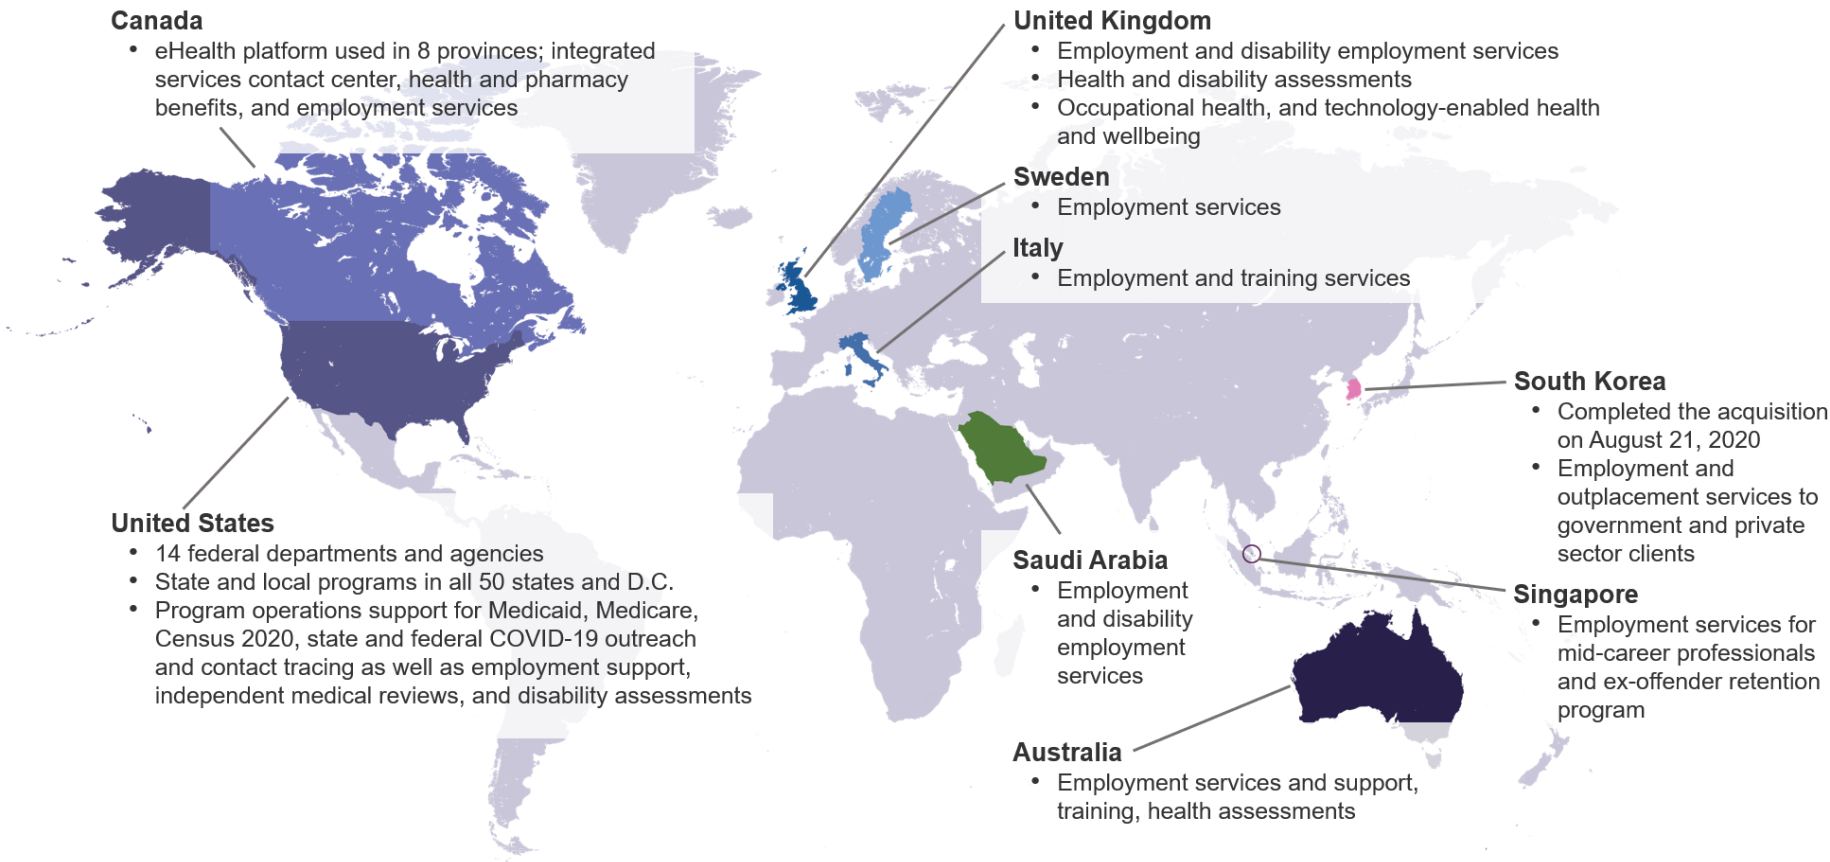 Canada
• eHealth platform used in 8 provinces; integrated
services contact center, health and pharmacy
benefits, and employment services
United Kingdom
• Employment and disability employment services
• Health and disability assessments
• Occupational health, and technology-enabled health
and wellbeing
Sweden
• Employment services
Italy
• Employment and training services
South Korea
• Completed the acquisition
on August 21, 2020
• Employment and
outplacement services to
government and private
sector clients
United States
• 14 federal departments and agencies
• State and local programs in all 50 states and D.C.
• Program operations support for Medicaid, Medicare,
Census 2020, state and federal COVID-19 outreach
and contact tracing as well as employment support,
independent medical reviews, and disability assessments
Saudi Arabia
• Employment
and disability
employment
services
Singapore
• Employment services for
mid-career professionals
and ex-offender retention
program
Australia
• Employment services and support,
training, health assessments